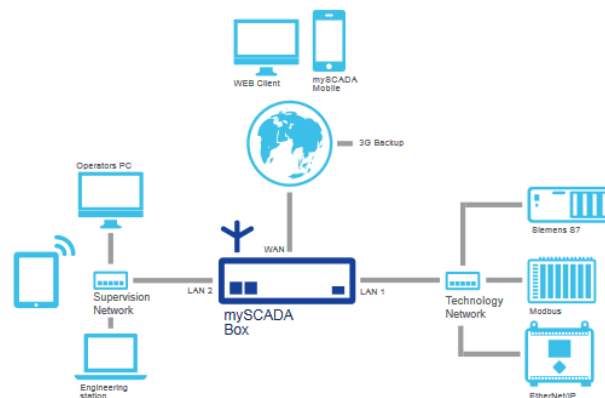 WEB Client
mySCADA
Mobile
3G Backup
Operators PC
WAN
Siemens S7
LAN 2
LAN 1
Supervision
Network
mySCADA
Box
Technology
Network
Modbus
Engineering
station
EtherNet/IP